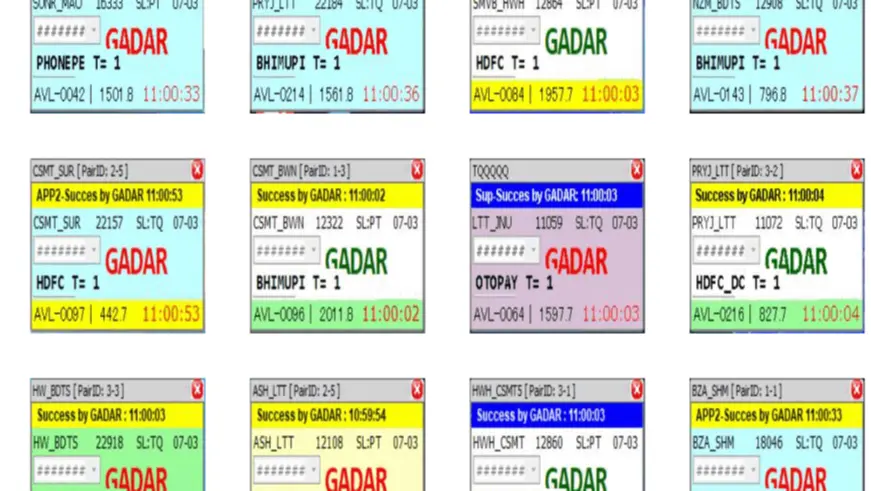 SONR_MAO 16333 SL:PT 07-03
#######
GADAR
PHONEPE T= 1
AVL-0042 | 1501.8 11:00:33
PRYJ_LTT 22184 SL:TQ 07-03
#######
GADAR
BHIMUPI T= 1
AVL-0214 | 1561.8 11:00:36
SMVB_HWH 12864 SL:PT 07-03
#######
GADAR
HDFC T= 1
AVL-0084 | 1957.7 11:00:03
NZM_BDTS 12908 SL:TQ 07-03
#######
GADAR
BHIMUPI T= 1
AVL-0143 | 796.8 11:00:37
CSMT_SUR [PairID: 2-5]
APP2-Succes by GADAR 11:00:53
CSMT_SUR 22157 SL:TQ 07-03
#######
GADAR
HDFC T= 1
AVL-0097 | 442.7 11:00:53
CSMT_BWN [PairID: 1-3]
Success by GADAR : 11:00:02
CSMT_BWN 12322 SL:PT 07-03
#######
GADAR
BHIMUPI T= 1
AVL-0096 | 2011.8 11:00:02
TQQQQQ
Sup-Succes by GADAR: 11:00:03
LTT_JNU 11059 SL:TQ 07-03
#######
GADAR
OTOPAY T= 1
AVL-0064 | 1597.7 11:00:03
PRYJ_LTT [PairID: 3-2]
Success by GADAR : 11:00:04
PRYJ_LTT 11072 SL:TQ 07-03
#######
GADAR
HDFC_DC T= 1
AVL-0216 | 827.7 11:00:04
HW_BDTS [PairID: 3-3]
Success by GADAR : 11:00:03
HW_BDTS 22918 SL:TQ 07-03
#######
GADAR
ASH_LTT [PairID: 2-5]
Success by GADAR : 10:59:54
ASH_LTT 12108 SL:PT 07-03
#######
GADAR
HWH_CSMT5 [PairID: 3-1]
Success by GADAR : 11:00:03
HWH_CSMT 12860 SL:PT 07-03
#######
GADAR
BZA_SHM [PairID: 1-1]
APP2-Succes by GADAR 11:00:33
BZA_SHM 18046 SL:TQ 07-03
#######
GADAR